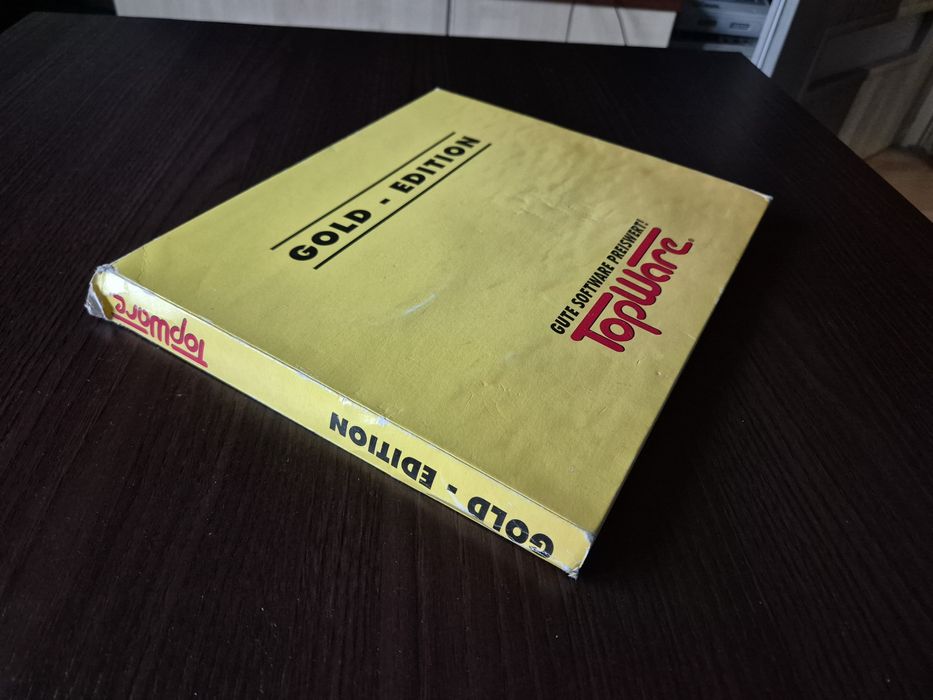 GOLD - EDITION
GUTE SOFTWARE PREISWERT!
TopWare®
TopWare
GOLD - EDITION